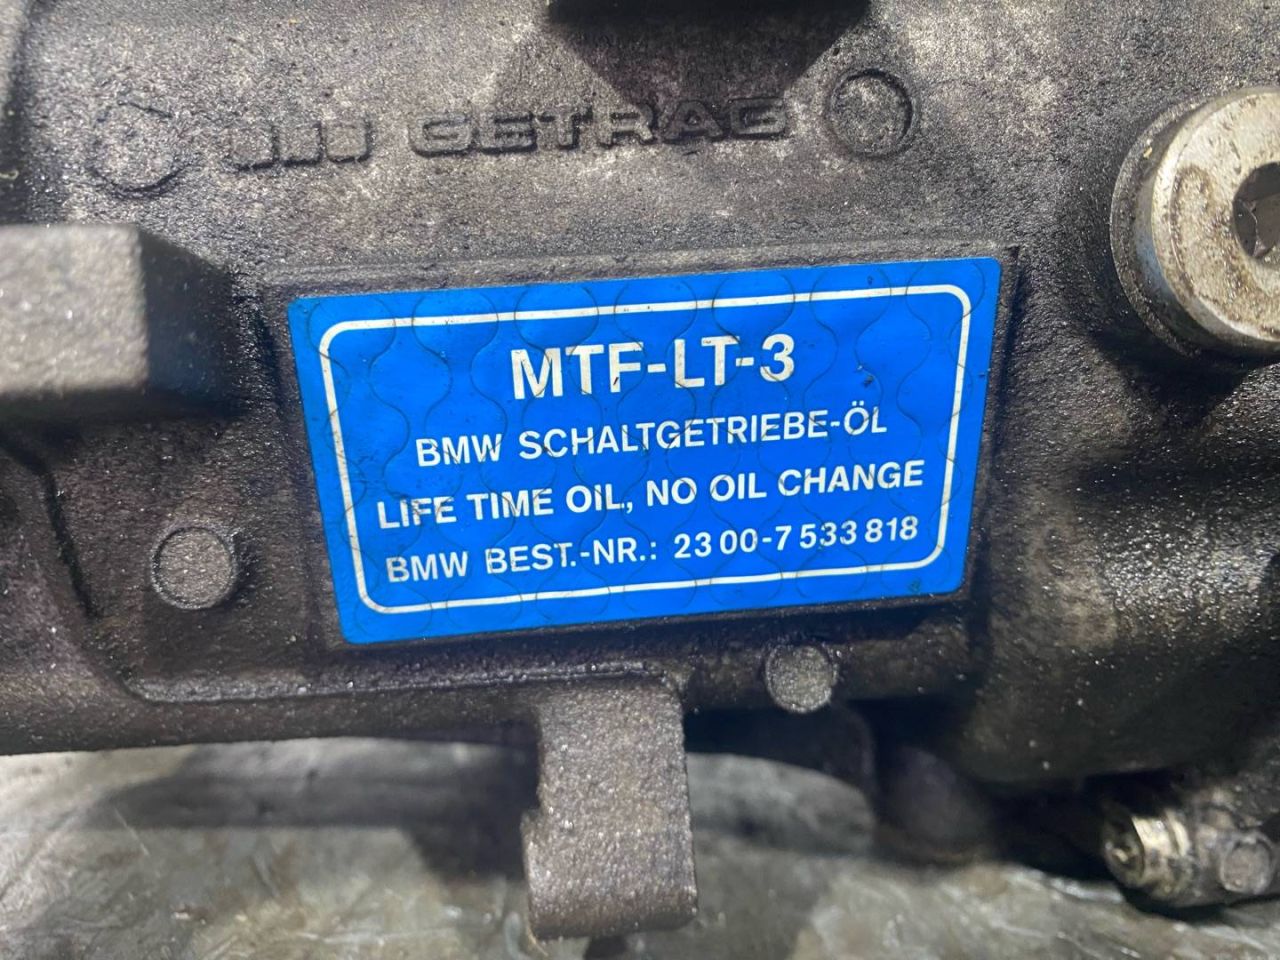 GETRAG
MTF-LT-3
BMW SCHALTGETRIEBE-ÖL
LIFE TIME OIL, NO OIL CHANGE
BMW BEST.-NR.: 23 00-7 533 818